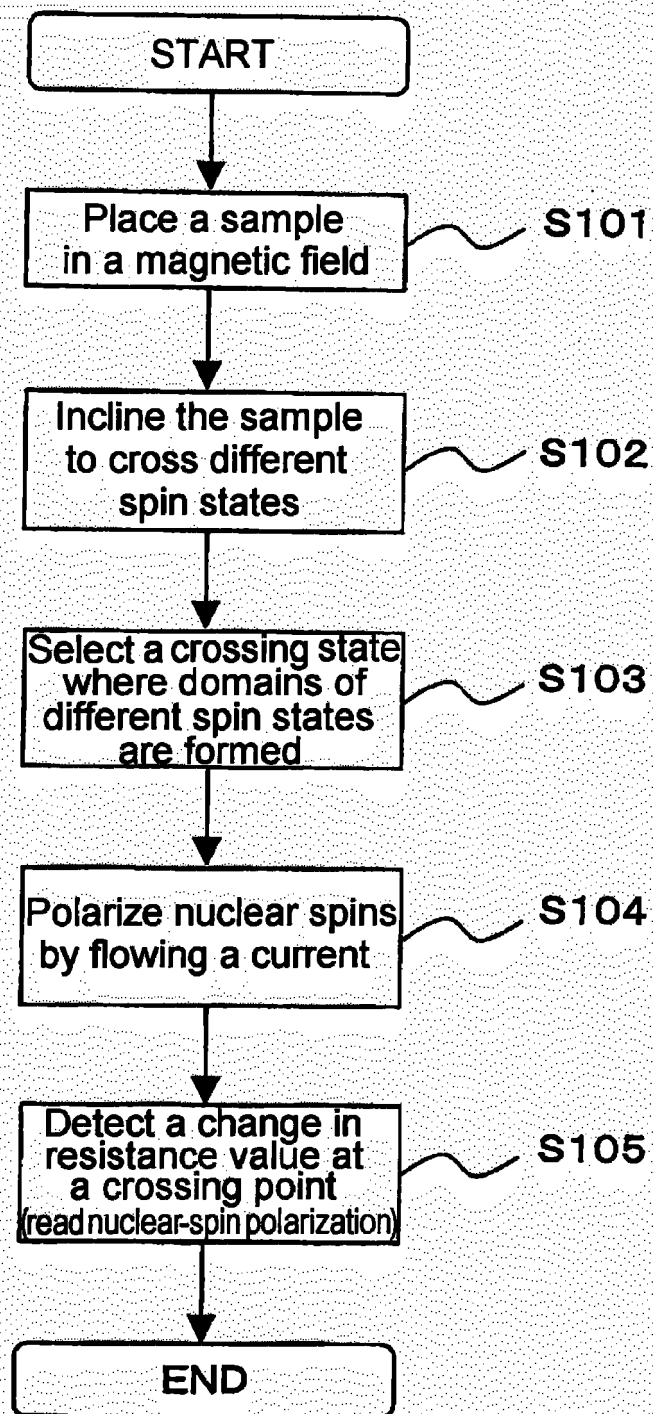 START
Place a sample
in a magnetic field
S101
Incline the sample
to cross different
spin states
S102
Select a crossing state
where domains of
different spin states
are formed
S103
Polarize nuclear spins
by flowing a current
S104
Detect a change in
resistance value at
a crossing point
(read nuclear-spin polarization)
S105
END